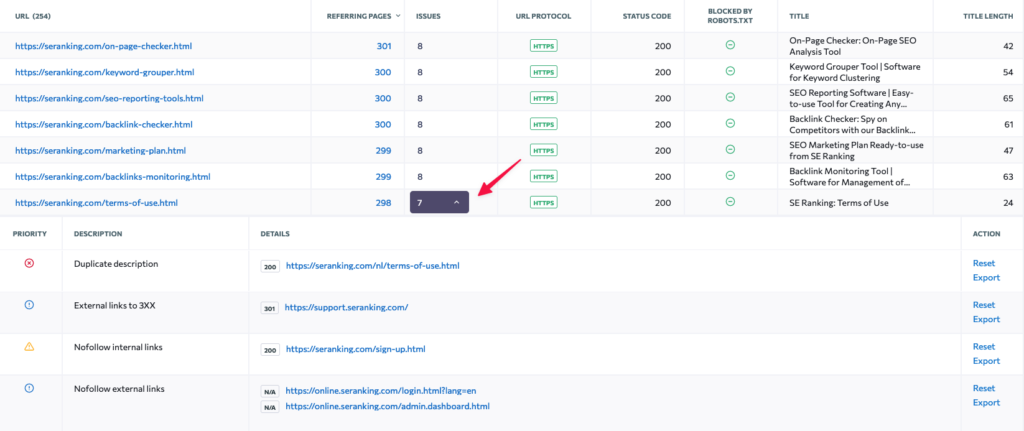 URL (254) REFERRING PAGES ISSUES URL PROTOCOL STATUS CODE BLOCKED BY ROBOTS.TXT TITLE TITLE LENGTH
https://seranking.com/on-page-checker.html 301 8 HTTPS 200 On-Page Checker: On-Page SEO 42
Analysis Tool
https://seranking.com/keyword-grouper.html 300 8 HTTPS 200 Keyword Grouper Tool | Software 54
for Keyword Clustering
https://seranking.com/seo-reporting-tools.html 300 8 HTTPS 200 SEO Reporting Software | Easy- 65
to-use Tool for Creating Any...
https://seranking.com/backlink-checker.html 300 8 HTTPS 200 Backlink Checker: Spy on 61
Competitors with our Backlink...
https://seranking.com/marketing-plan.html 299 8 HTTPS 200 SEO Marketing Plan Ready-to-use 47
from SE Ranking
https://seranking.com/backlinks-monitoring.html 299 8 HTTPS 200 Backlink Monitoring Tool | 63
Software for Management of...
https://seranking.com/terms-of-use.html 298 7 HTTPS 200 SE Ranking: Terms of Use 24
PRIORITY DESCRIPTION DETAILS ACTION
Duplicate description 200 https://seranking.com/nl/terms-of-use.html Reset
Export
External links to 3XX 301 https://support.seranking.com/ Reset
Export
Nofollow internal links 200 https://seranking.com/sign-up.html Reset
Export
Nofollow external links N/A https://online.seranking.com/login.html?lang=en Reset
N/A https://online.seranking.com/admin.dashboard.html Export